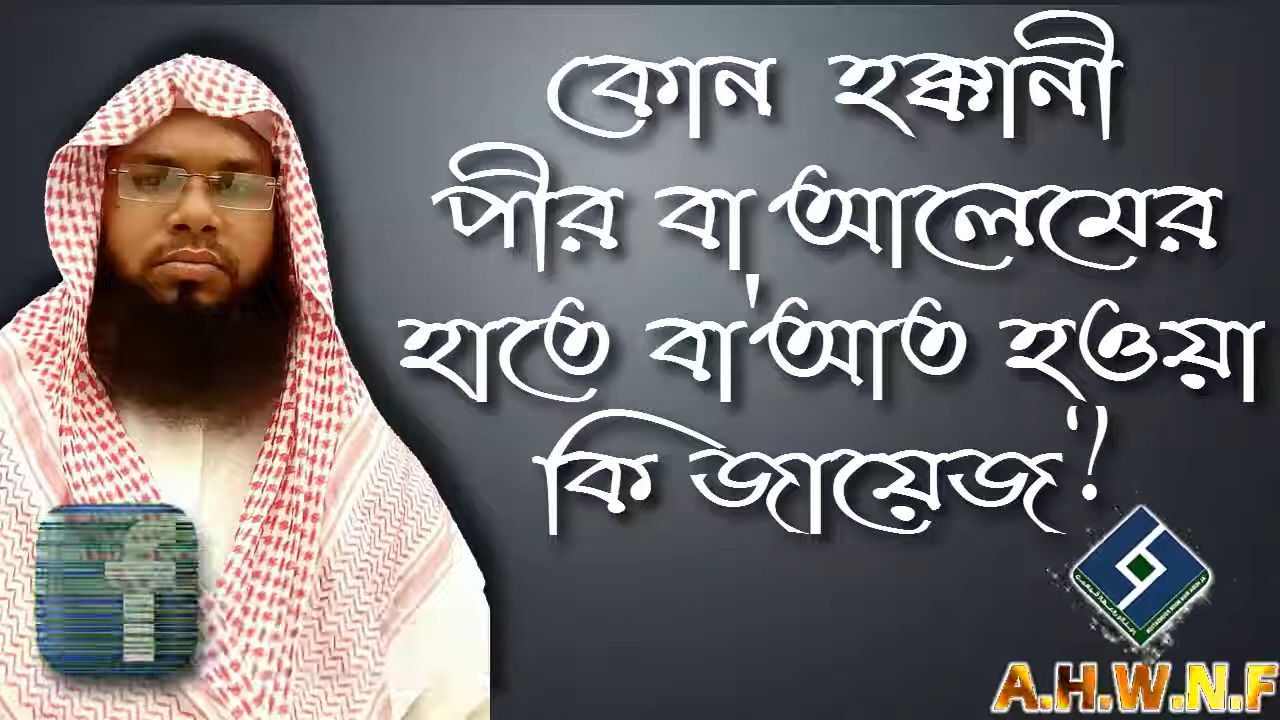 কোন হক্কানী
পীর বা আলেমের
হাতে বা'আত হওয়া
কি জায়েজ?
A.H.W.N.F